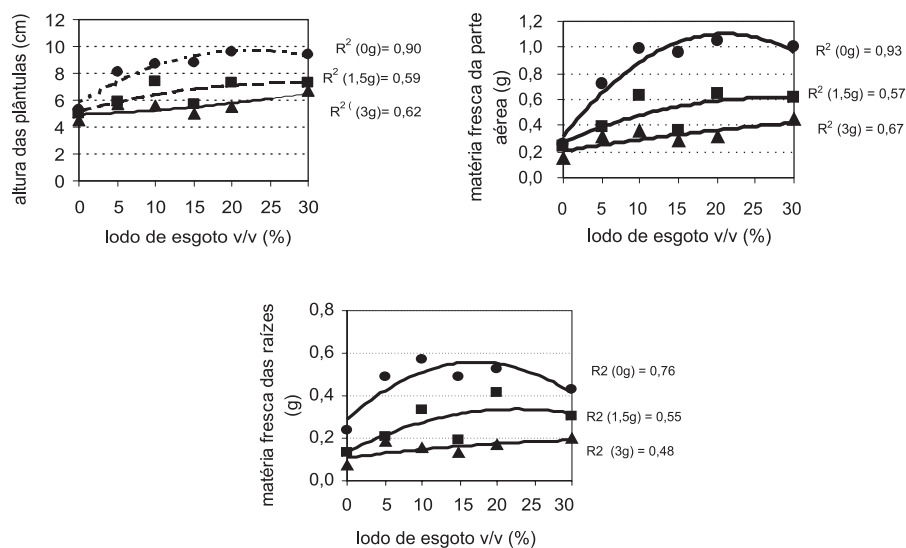 altura das plântulas (cm)
12
10
8
6
4
2
0
0 5 10 15 20 30
lodo de esgoto v/v (%)
R² (0g)= 0,90
R² (1,5g)= 0,59
R²⁽ (3g)= 0,62
matéria fresca da parte
aérea (g)
1,2
1,0
0,8
0,6
0,4
0,2
0,0
0 5 10 15 20 30
lodo de esgoto v/v (%)
R² (0g) = 0,93
R² (1,5g) = 0,57
R² (3g) = 0,67
matéria fresca das raízes
(g)
0,8
0,6
0,4
0,2
0,0
0 5 10 15 20 30
lodo de esgoto v/v (%)
R2 (0g) = 0,76
R2 (1,5g) = 0,55
R2 (3g) = 0,48